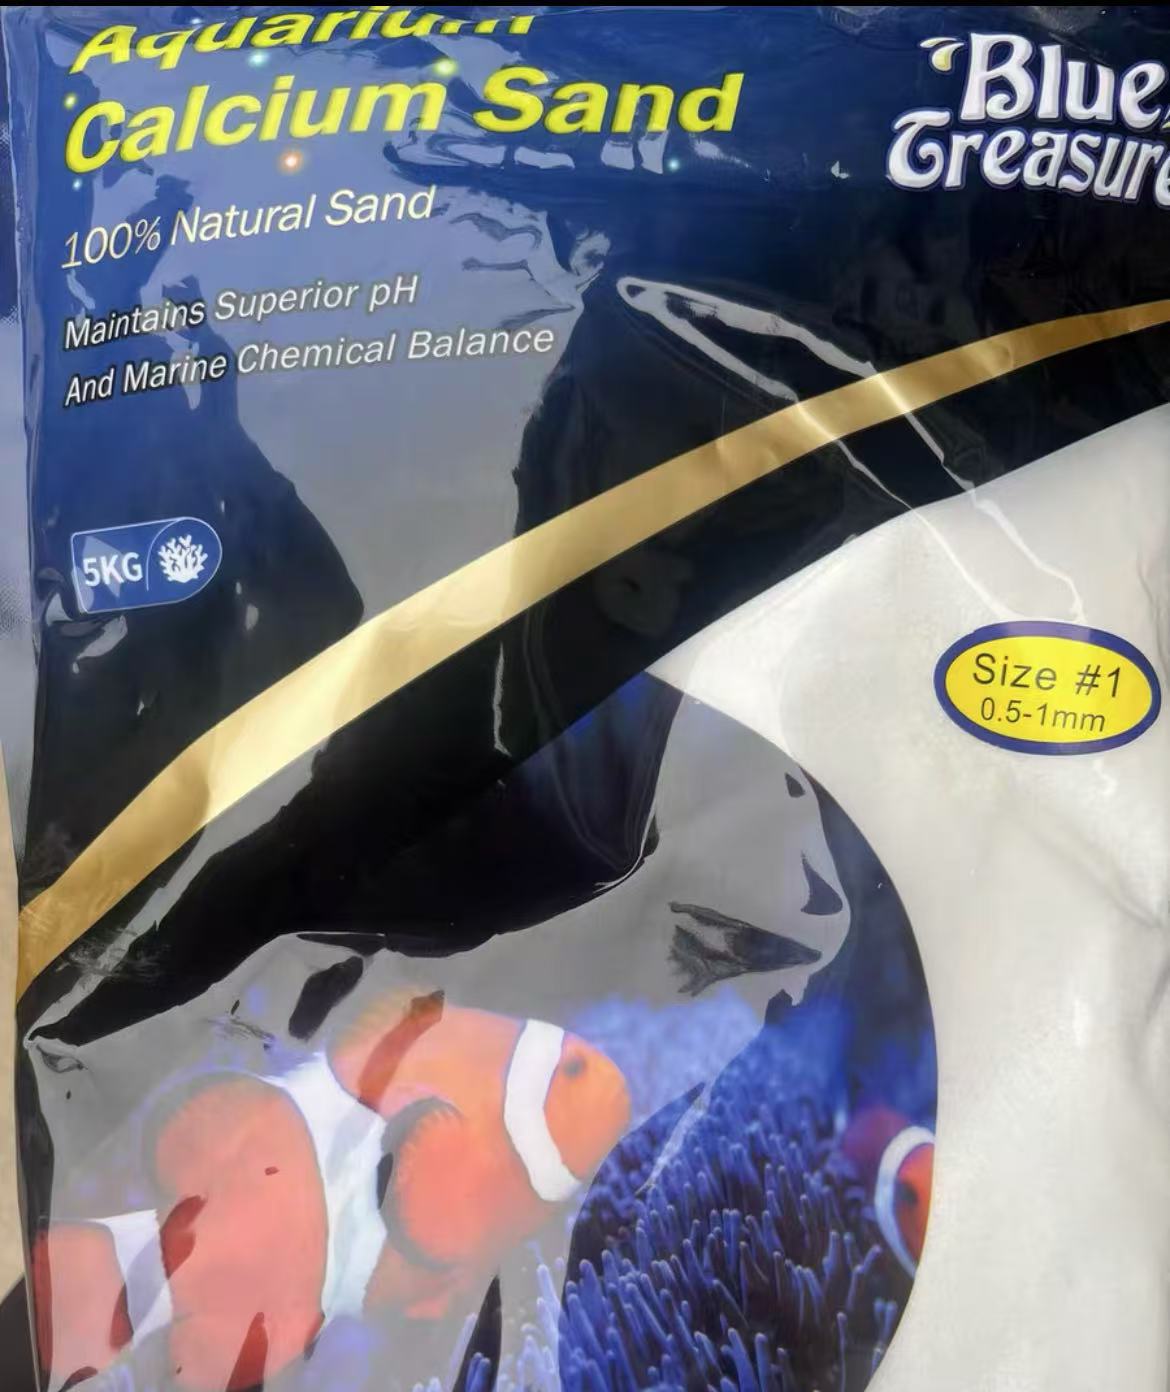 Aquarium
Calcium Sand
Blue
Treasure
100% Natural Sand
Maintains Superior pH
And Marine Chemical Balance
5KG
Size #1
0.5-1mm